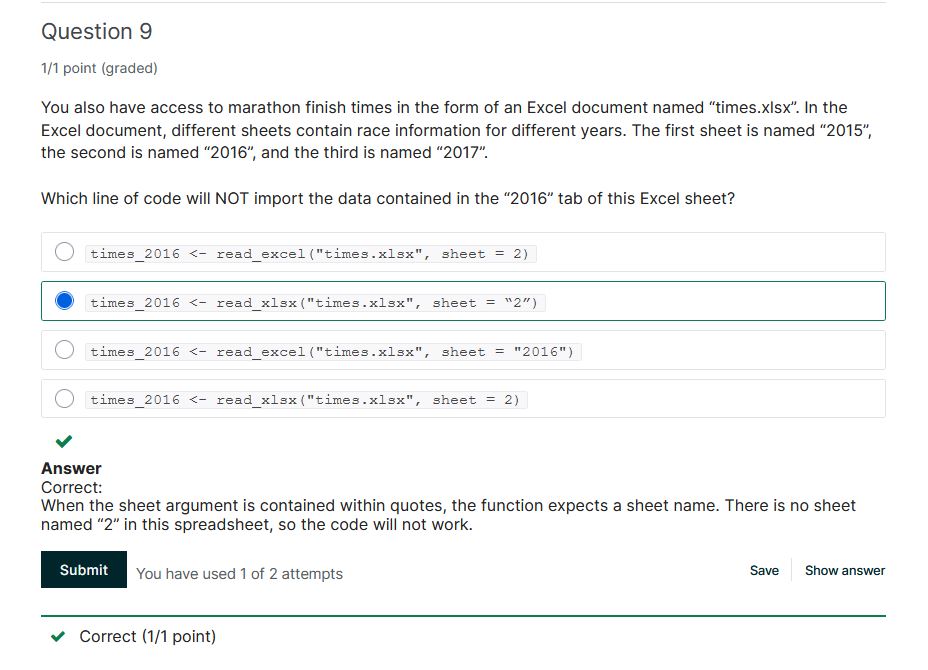 Question 9
1/1 point (graded)
You also have access to marathon finish times in the form of an Excel document named “times.xlsx”. In the
Excel document, different sheets contain race information for different years. The first sheet is named “2015”,
the second is named “2016”, and the third is named “2017”.
Which line of code will NOT import the data contained in the “2016” tab of this Excel sheet?
times_2016 <- read_excel("times.xlsx", sheet = 2)
times_2016 <- read_xlsx("times.xlsx", sheet = “2”)
times_2016 <- read_excel("times.xlsx", sheet = "2016")
times_2016 <- read_xlsx("times.xlsx", sheet = 2)
Answer
Correct:
When the sheet argument is contained within quotes, the function expects a sheet name. There is no sheet
named “2” in this spreadsheet, so the code will not work.
Submit You have used 1 of 2 attempts Save Show answer
Correct (1/1 point)